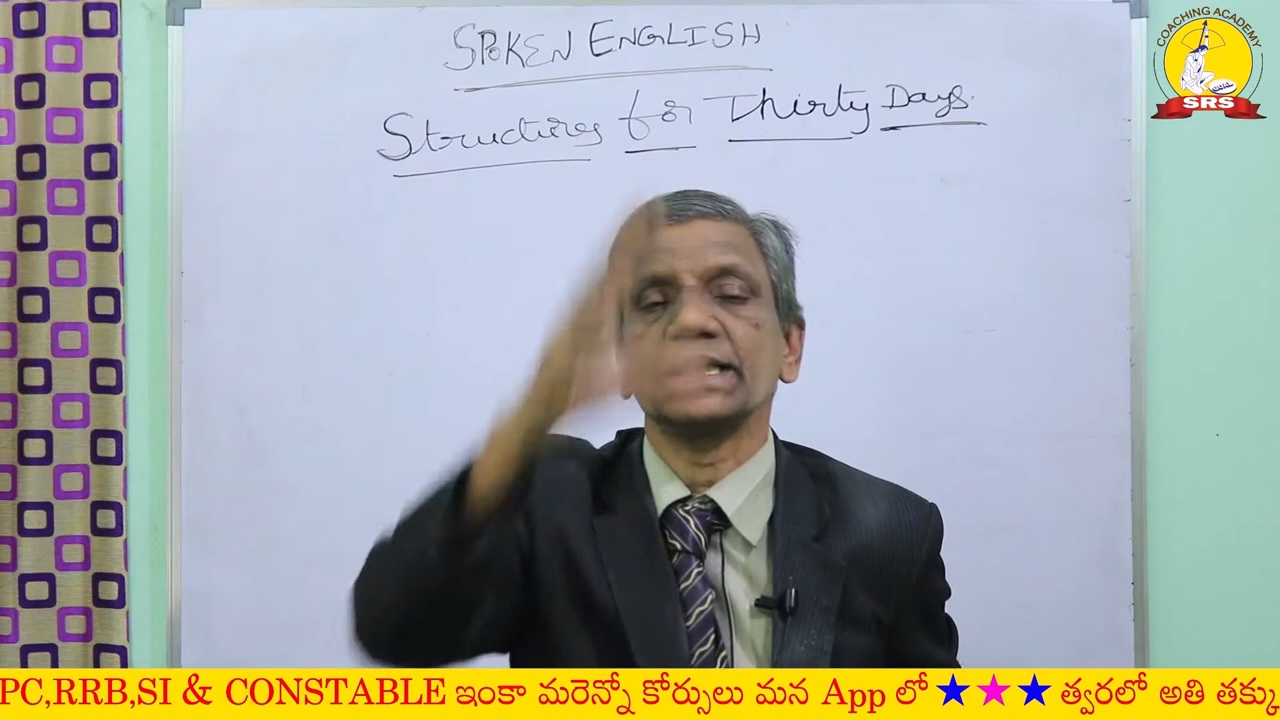 SPOKEN ENGLISH
Structures for Thirty Days.
COACHING ACADEMY
SRS
PC,RRB,SI & CONSTABLE ఇంకా మరెన్నో కోర్సులు మన App లో ★★★ త్వరలో అతి తక్కు